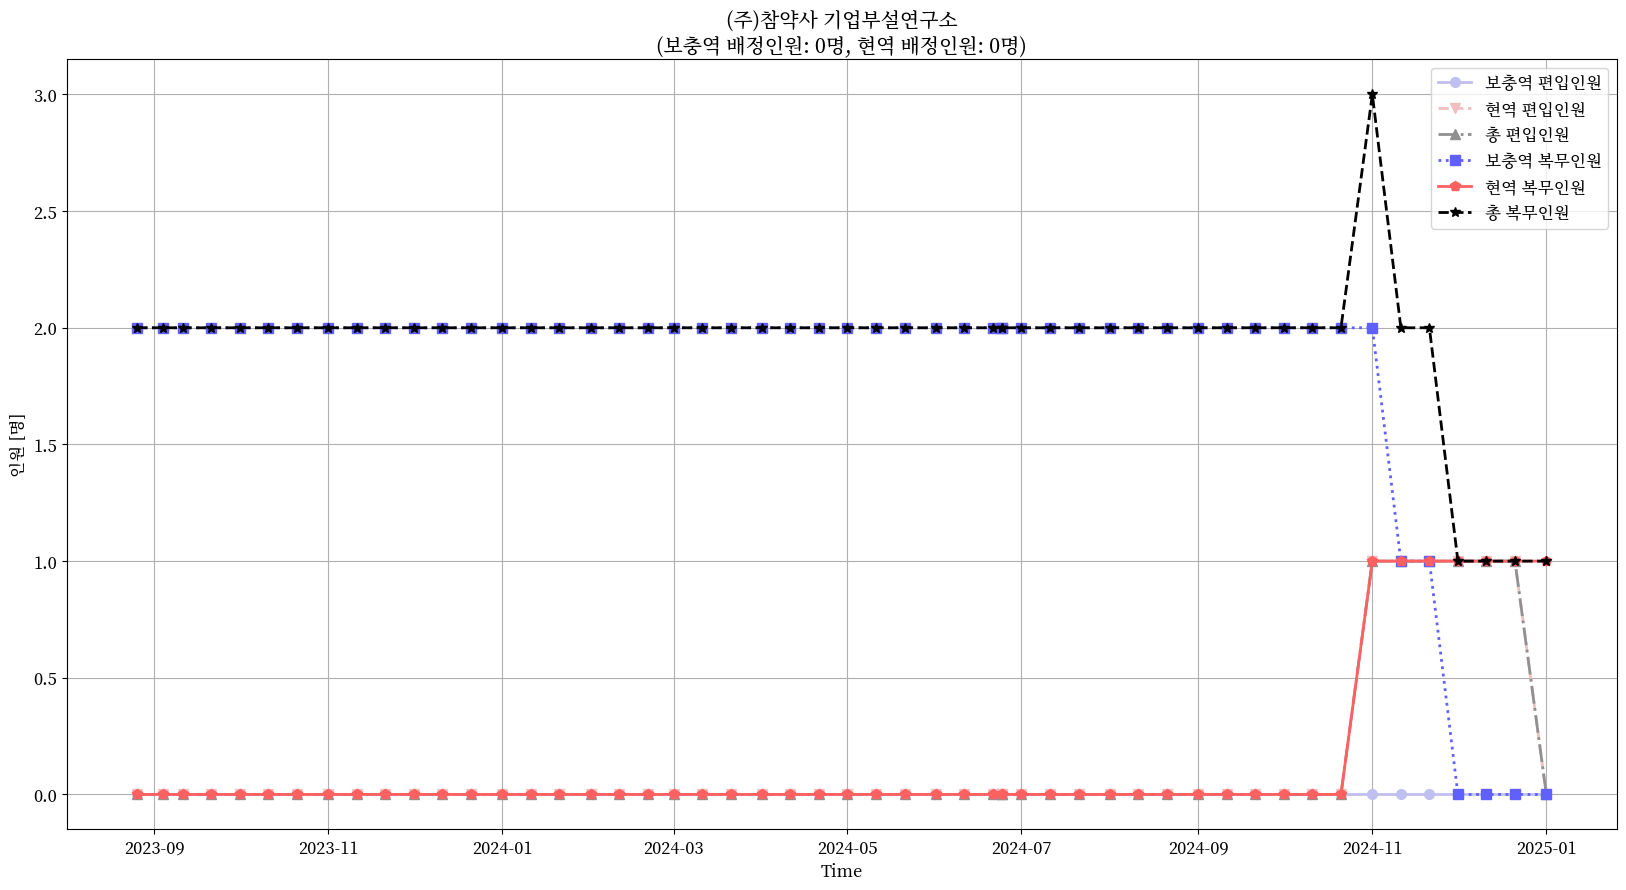 (주)참약사 기업부설연구소
(보충역 배정인원: 0명, 현역 배정인원: 0명)
보충역 편입인원
현역 편입인원
총 편입인원
보충역 복무인원
현역 복무인원
총 복무인원
인원 [명]
3.0
2.5
2.0
1.5
1.0
0.5
0.0
2023-09 2023-11 2024-01 2024-03 2024-05 2024-07 2024-09 2024-11 2025-01
Time